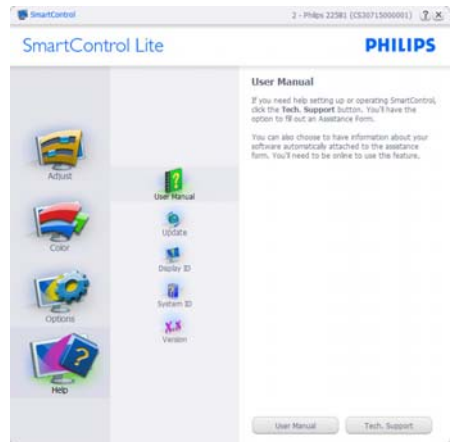 SmartControl
2 - Philips 225B1 (CS30715000001)
SmartControl Lite
PHILIPS
Adjust
Color
Options
Help
User Manual
Update
Display ID
System ID
X.x
Version
User Manual
If you need help setting up or operating SmartControl,
click the Tech. Support button. You'll have the
option to fill out an Assistance Form.
You can also choose to have information about your
software automatically attached to the assistance
form. You'll need to be online to use the feature.
User Manual
Tech. Support